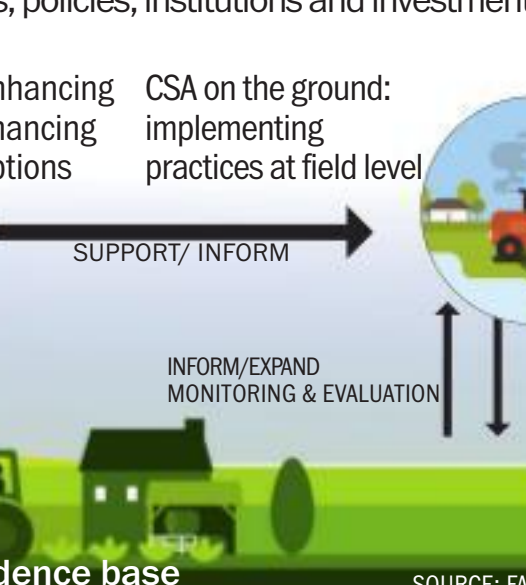 s, policies, institutions and investment
nhancing
nancing
ptions
CSA on the ground:
implementing
practices at field level
SUPPORT/ INFORM
INFORM/EXPAND
MONITORING & EVALUATION
dence base
SOURCE: FA